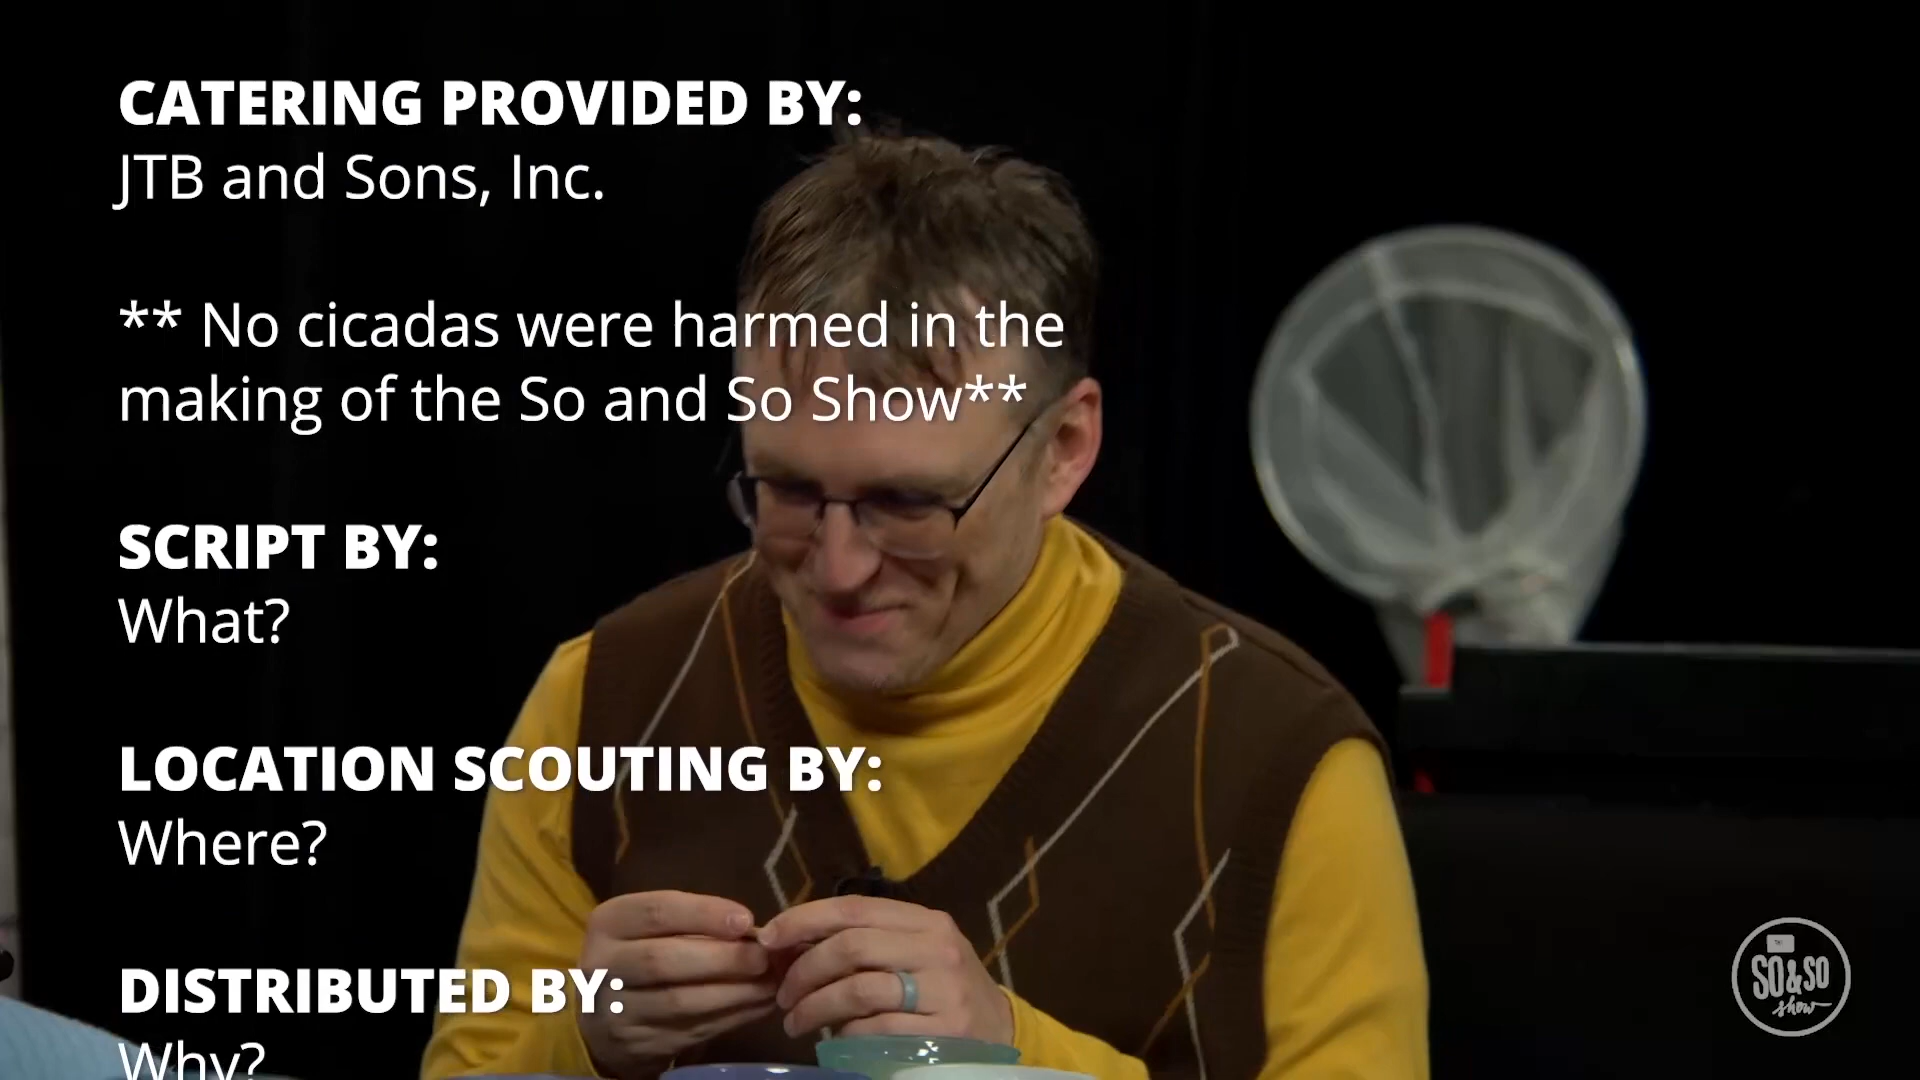 CATERING PROVIDED BY:
JTB and Sons, Inc.
** No cicadas were harmed in the
making of the So and So Show**
SCRIPT BY:
What?
LOCATION SCOUTING BY:
Where?
DISTRIBUTED BY:
Why?
SO & SO
show